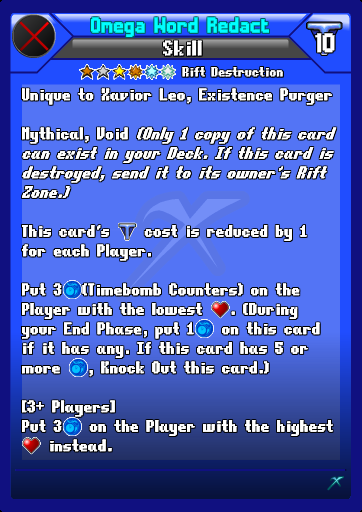 Omega Word Redact
Skill
10
Rift Destruction
Unique to Xavior Leo, Existence Purger
Mythical, Void (Only 1 copy of this card
can exist in your Deck. If this card is
destroyed, send it to its owner's Rift
Zone.)
This card's cost is reduced by 1
for each Player.
Put 3 (Timebomb Counters) on the
Player with the lowest . (During
your End Phase, put 1 on this card
if it has any. If this card has 5 or
more , Knock Out this card.)
[3+ Players]
Put 3 on the Player with the highest
instead.